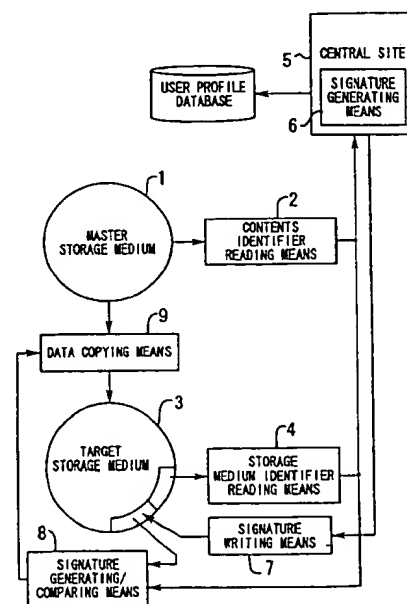 5
CENTRAL SITE
USER PROFILE
DATABASE
SIGNATURE
GENERATING
MEANS
6
1
MASTER
STORAGE MEDIUM
2
CONTENTS
IDENTIFIER
READING MEANS
9
DATA COPYING MEANS
3
TARGET
STORAGE MEDIUM
4
STORAGE
MEDIUM IDENTIFIER
READING MEANS
SIGNATURE
WRITING MEANS
7
8
SIGNATURE
GENERATING/
COMPARING MEANS